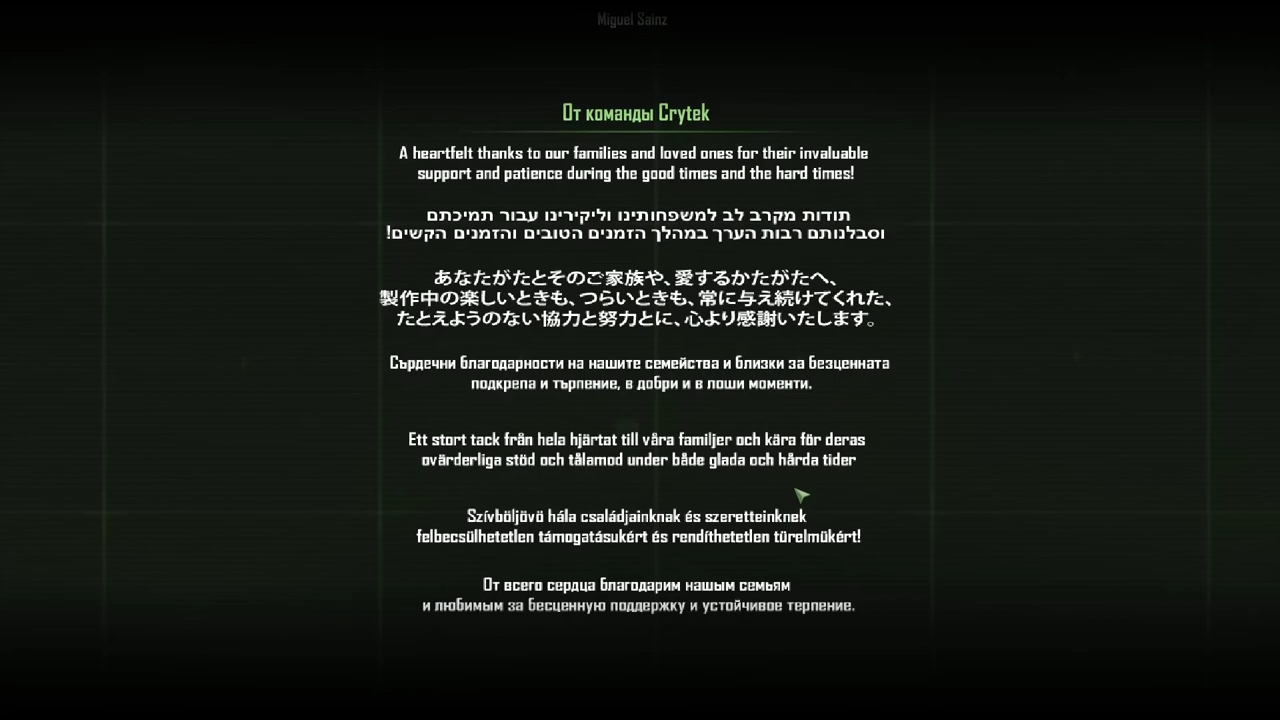 Miguel Sainz
От команды Crytek
A heartfelt thanks to our families and loved ones for their invaluable
support and patience during the good times and the hard times!
תודות מקרב לב למשפחותינו וליקירינו עבור תמיכתם
וסבלנותם רבות הערך במהלך הזמנים הטובים והזמנים הקשים!
あなたがたとそのご家族や、愛するかたがたへ、
製作中の楽しいときも、つらいときも、常に与え続けてくれた、
たとえようのない協力と努力とに、心より感謝いたします。
Сърдечни благодарности на нашите семейства и близки за безценната
подкрепа и търпение, в добри и в лоши моменти.
Ett stort tack från hela hjärtat till våra familjer och kära för deras
ovärderliga stöd och tålamod under både glada och hårda tider
Szívböljövö hála családjainknak és szeretteinknek
felbecsülhetetlen támogatásukért és rendíthetetlen türelmükért!
От всего сердца благодарим нашым семьям
и любимым за бесценную поддержку и устойчивое терпение.